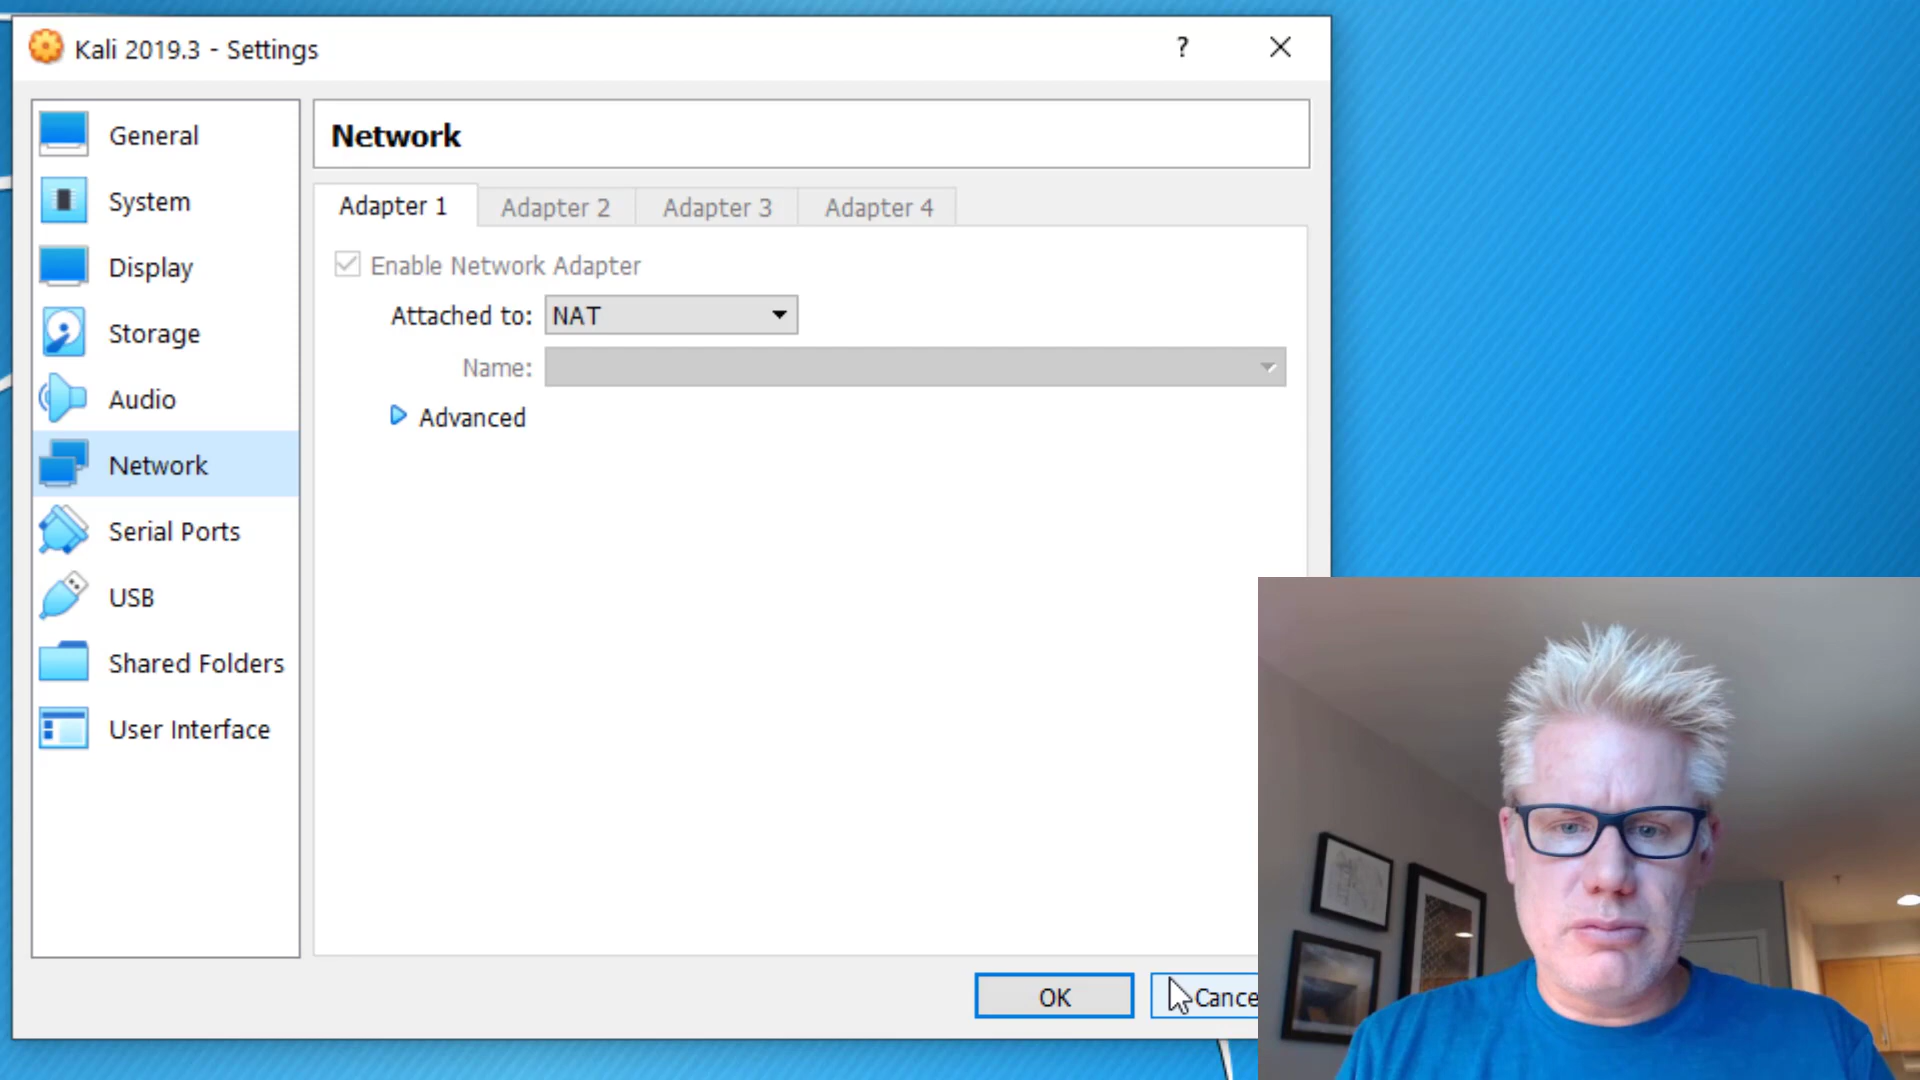 Kali 2019.3 - Settings
?
General
System
Display
Storage
Audio
Network
Serial Ports
USB
Shared Folders
User Interface
Network
Adapter 1
Adapter 2
Adapter 3
Adapter 4
Enable Network Adapter
Attached to: NAT
Name:
Advanced
OK
Cance